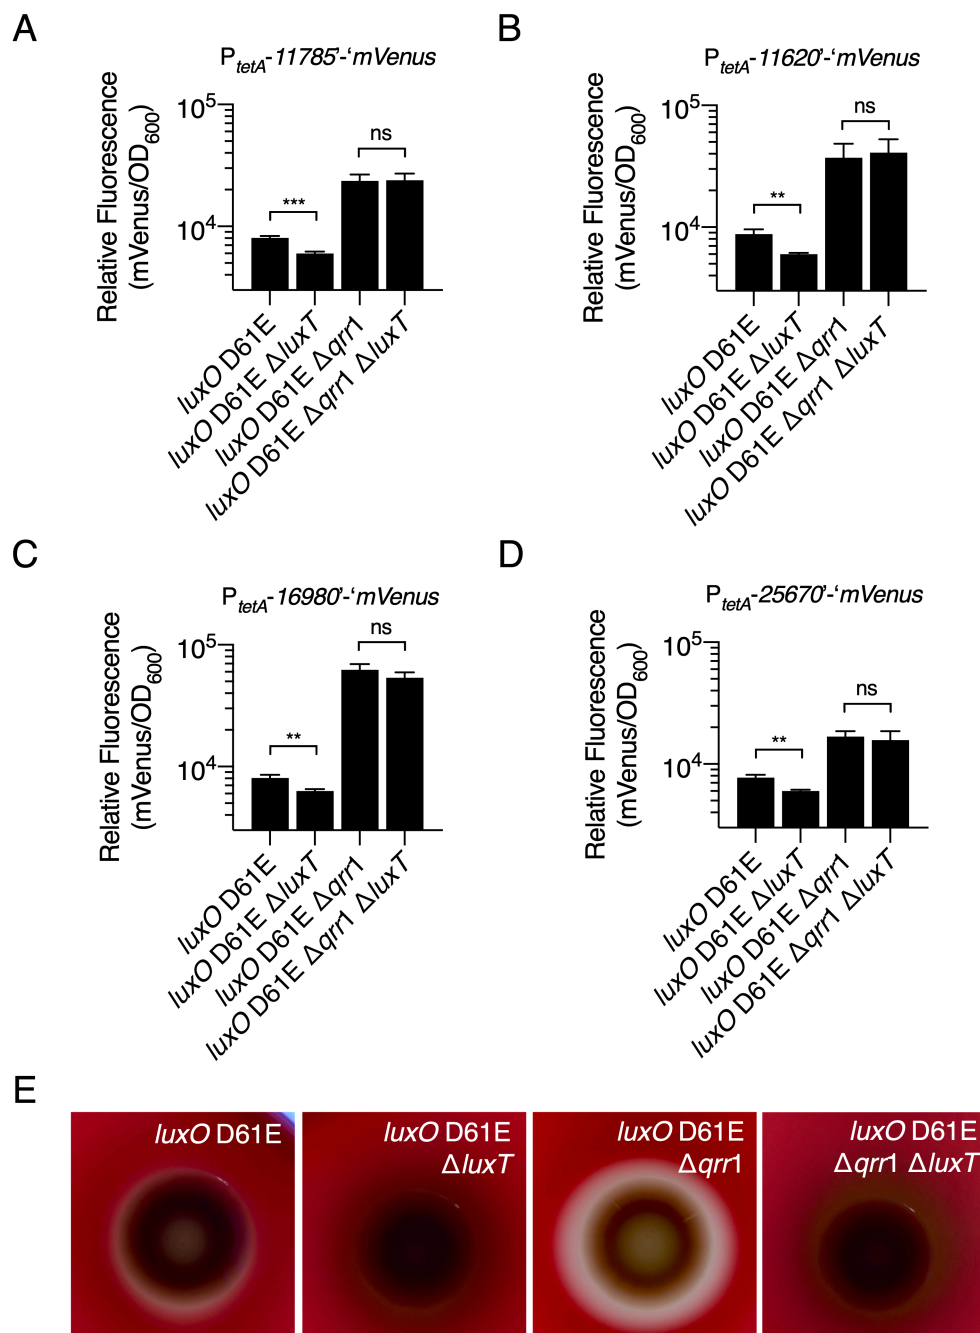 A
P tetA-11785’-‘mVenus
Relative Fluorescence
(mVenus/OD600)
10^5
10^4
***
ns
luxO D61E
luxO D61E ΔluxT
luxO D61E Δqrr1
luxO D61E Δqrr1 ΔluxT
B
P tetA-11620’-‘mVenus
Relative Fluorescence
(mVenus/OD600)
10^5
10^4
**
ns
luxO D61E
luxO D61E ΔluxT
luxO D61E Δqrr1
luxO D61E Δqrr1 ΔluxT
C
P tetA-16980’-‘mVenus
Relative Fluorescence
(mVenus/OD600)
10^5
10^4
**
ns
luxO D61E
luxO D61E ΔluxT
luxO D61E Δqrr1
luxO D61E Δqrr1 ΔluxT
D
P tetA-25670’-‘mVenus
Relative Fluorescence
(mVenus/OD600)
10^5
10^4
**
ns
luxO D61E
luxO D61E ΔluxT
luxO D61E Δqrr1
luxO D61E Δqrr1 ΔluxT
E
luxO D61E
luxO D61E
ΔluxT
luxO D61E
Δqrr1
luxO D61E
Δqrr1 ΔluxT